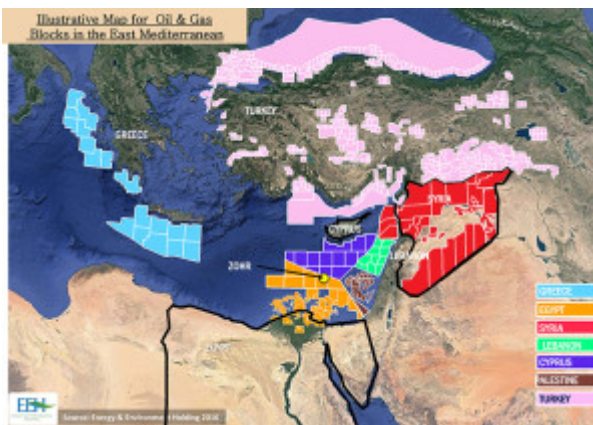 Illustrative Map for Oil & Gas
Blocks in the East Mediterranean
TURKEY
GREECE
SYRIA
CYPRUS
LEBANON
ZOHR
EGYPT
GREECE
EGYPT
SYRIA
LEBANON
CYPRUS
PALESTINE
TURKEY
EEH
Source: Energy & Environment Holding 2016